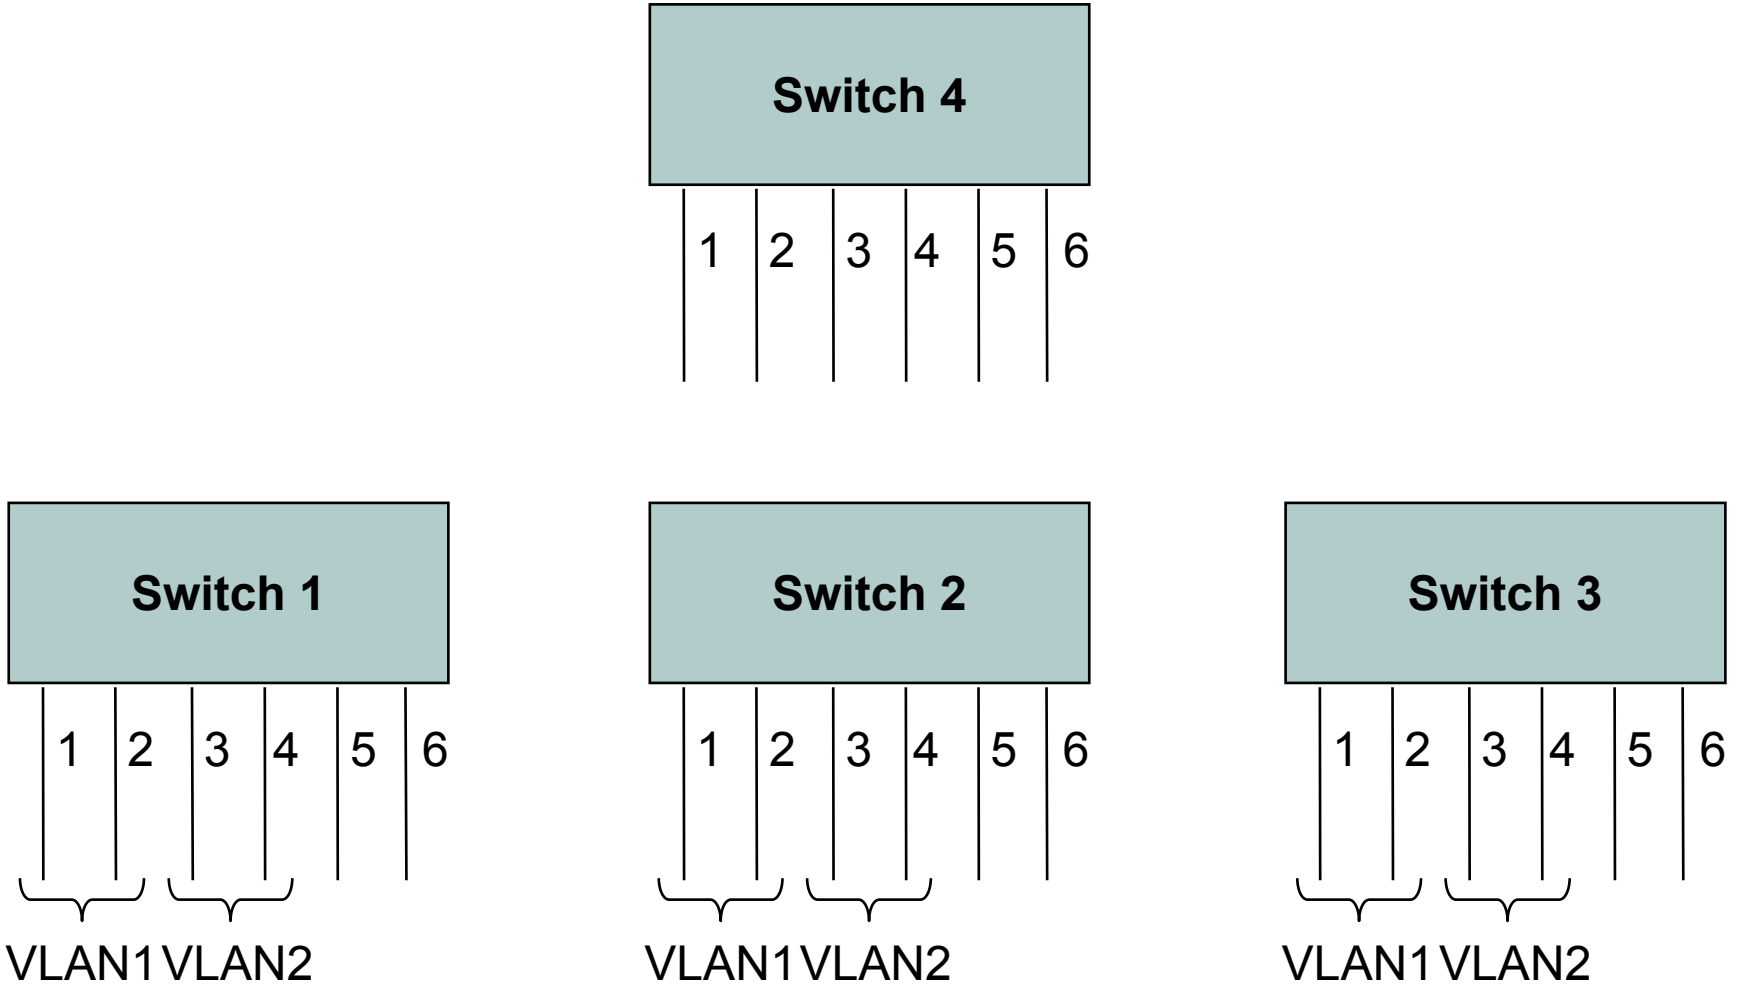 Switch 4
1 2 3 4 5 6
Switch 1 Switch 2 Switch 3
1 2 3 4 5 6 1 2 3 4 5 6 1 2 3 4 5 6
VLAN1 VLAN2 VLAN1 VLAN2 VLAN1 VLAN2